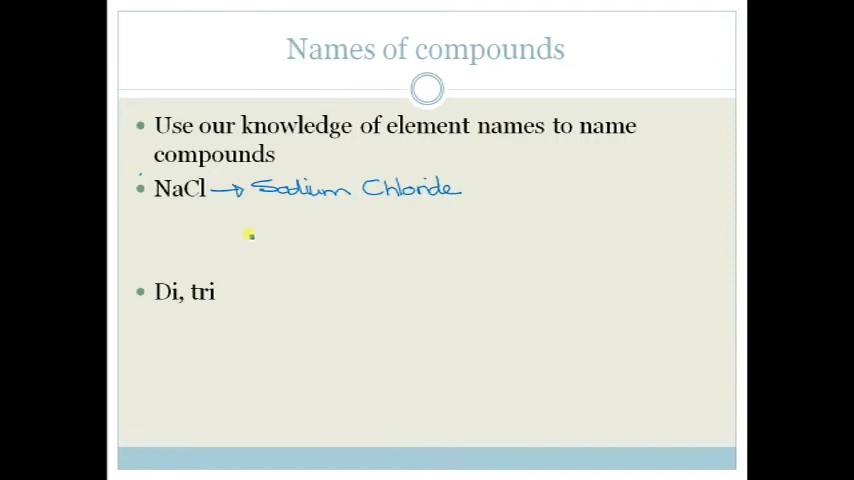 Names of compounds
Use our knowledge of element names to name
compounds
NaCl → Sodium Chloride
Di, tri